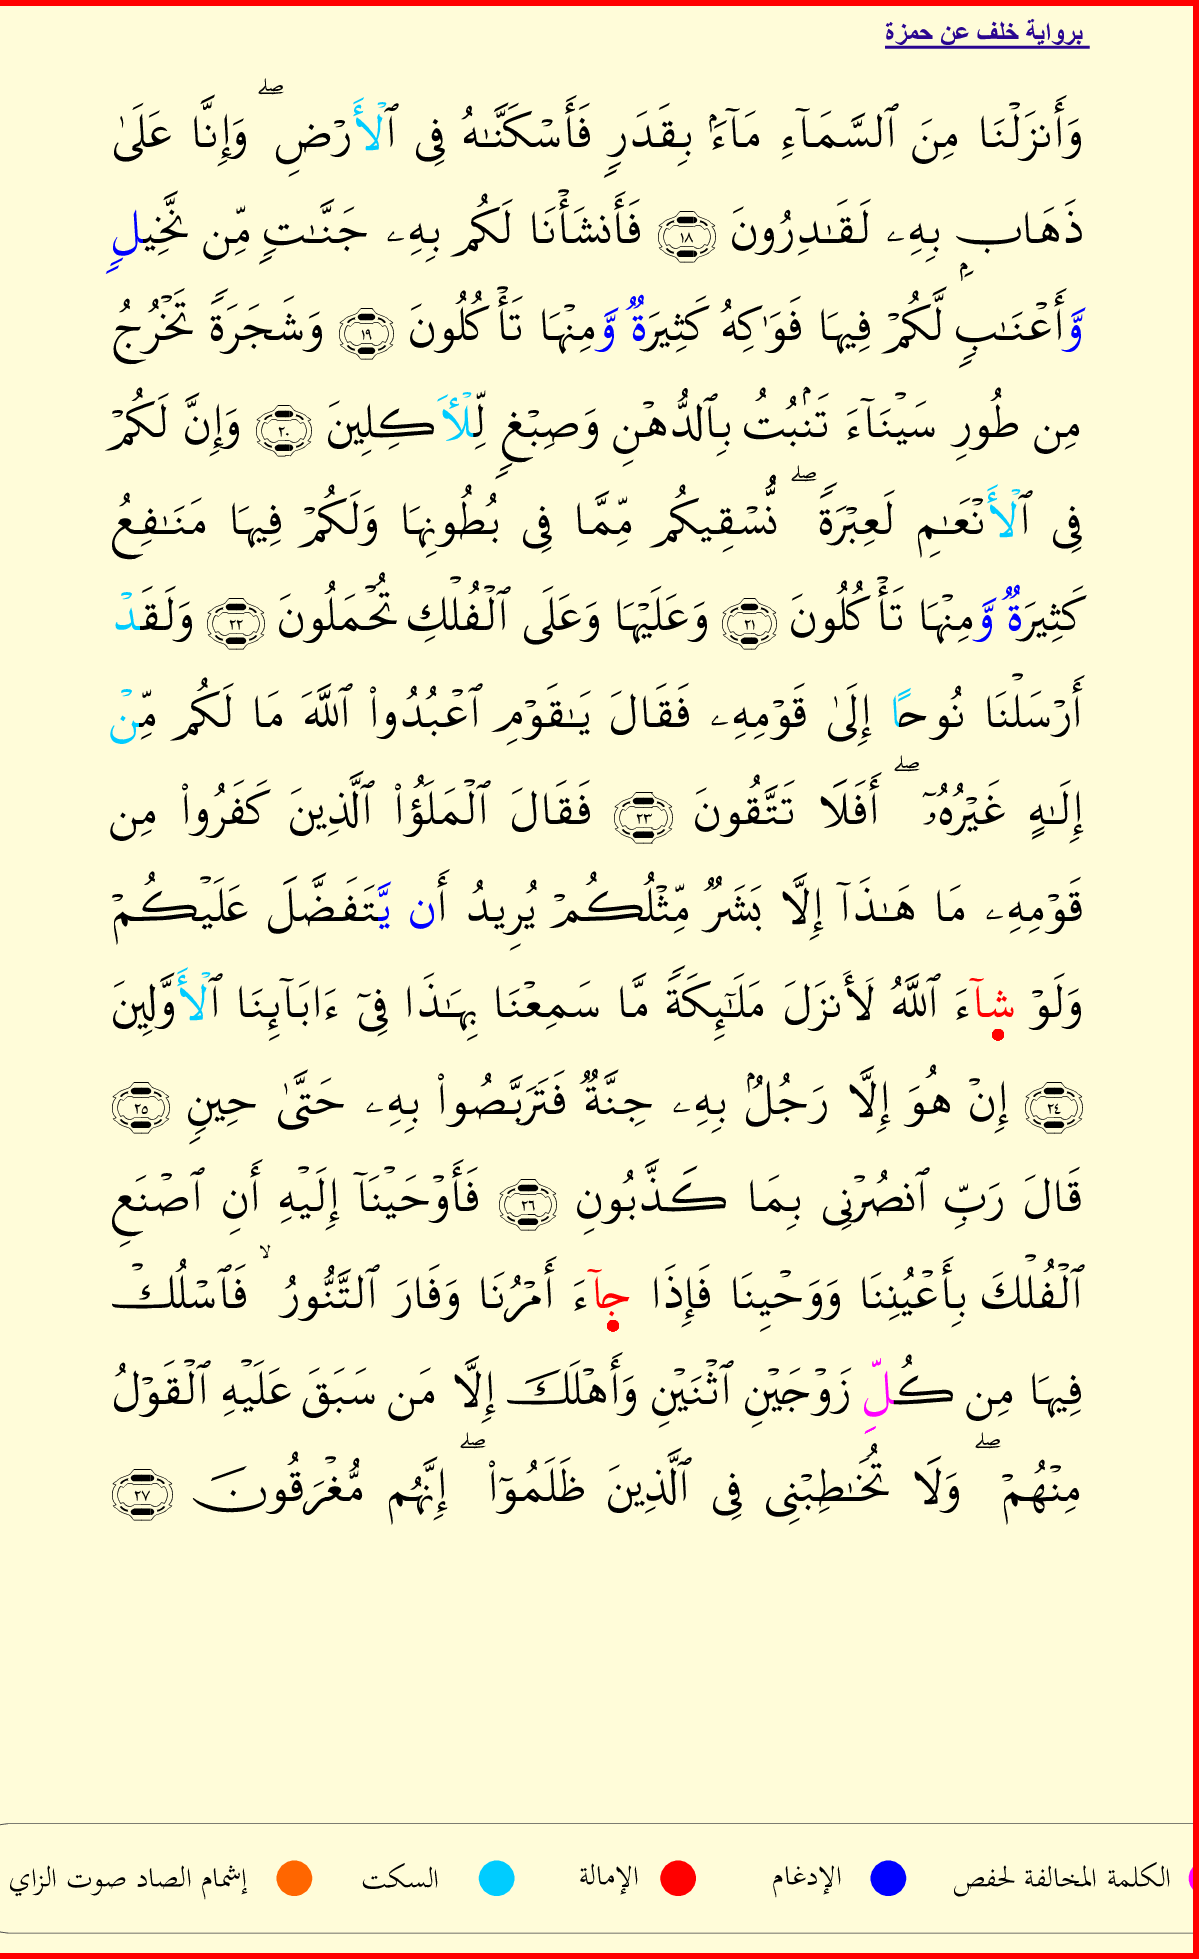 برواية خلف عن حمزة
وَأَنزَلْنَا مِنَ ٱلسَّمَآءِ مَآءَۢ بِقَدَرٍ فَأَسْكَنَّـٰهُ فِى ٱلْأَرْضِ ۖ وَإِنَّا عَلَىٰ
ذَهَابٍۭ بِهِۦ لَقَـٰدِرُونَ ١٨ فَأَنشَأْنَا لَكُم بِهِۦ جَنَّـٰتٍ مِّن نَّخِيلٍ
وَّأَعْنَـٰبٍ لَّكُمْ فِيهَا فَوَٰكِهُ كَثِيرَةٌ وَّمِنْهَا تَأْكُلُونَ ١٩ وَشَجَرَةً تَخْرُجُ
مِن طُورِ سَيْنَآءَ تَنۢبُتُ بِٱلدُّهْنِ وَصِبْغٍ لِّلْأَكِلِينَ ٢٠ وَإِنَّ لَكُمْ
فِى ٱلْأَنْعَـٰمِ لَعِبْرَةً ۖ نُّسْقِيكُم مِّمَّا فِى بُطُونِهَا وَلَكُمْ فِيهَا مَنَـٰفِعُ
كَثِيرَةٌ وَّمِنْهَا تَأْكُلُونَ ٢١ وَعَلَيْهَا وَعَلَى ٱلْفُلْكِ تُحْمَلُونَ ٢٢ وَلَقَدْ
أَرْسَلْنَا نُوحًا إِلَىٰ قَوْمِهِۦ فَقَالَ يَـٰقَوْمِ ٱعْبُدُوا۟ ٱللَّهَ مَا لَكُم مِّنْ
إِلَـٰهٍ غَيْرُهُۥٓ ۖ أَفَلَا تَتَّقُونَ ٢٣ فَقَالَ ٱلْمَلَؤُا۟ ٱلَّذِينَ كَفَرُوا۟ مِن
قَوْمِهِۦ مَا هَـٰذَآ إِلَّا بَشَرٌ مِّثْلُكُمْ يُرِيدُ أَن يَّتَفَضَّلَ عَلَيْكُمْ
وَلَوْ شَآءَ ٱللَّهُ لَأَنزَلَ مَلَـٰٓئِكَةً مَّا سَمِعْنَا بِهَـٰذَا فِىٓ ءَابَآئِنَا ٱلْأَوَّلِينَ
٢٤ إِنْ هُوَ إِلَّا رَجُلٌۢ بِهِۦ جِنَّةٌ فَتَرَبَّصُوا۟ بِهِۦ حَتَّىٰ حِينٍ ٢٥
قَالَ رَبِّ ٱنصُرْنِى بِمَا كَذَّبُونِ ٢٦ فَأَوْحَيْنَآ إِلَيْهِ أَنِ ٱصْنَعِ
ٱلْفُلْكَ بِأَعْيُنِنَا وَوَحْيِنَا فَإِذَا جَآءَ أَمْرُنَا وَفَارَ ٱلتَّنُّورُ ۙ فَٱسْلُكْ
فِيهَا مِن كُلِّ زَوْجَيْنِ ٱثْنَيْنِ وَأَهْلَكَ إِلَّا مَن سَبَقَ عَلَيْهِ ٱلْقَوْلُ
مِنْهُمْ ۖ وَلَا تُخَـٰطِبْنِى فِى ٱلَّذِينَ ظَلَمُوٓا۟ ۖ إِنَّهُم مُّغْرَقُونَ ٢٧
الكلمة المخالفة لحفص الإدغام الإمالة السكت إشمام الصاد صوت الزاي